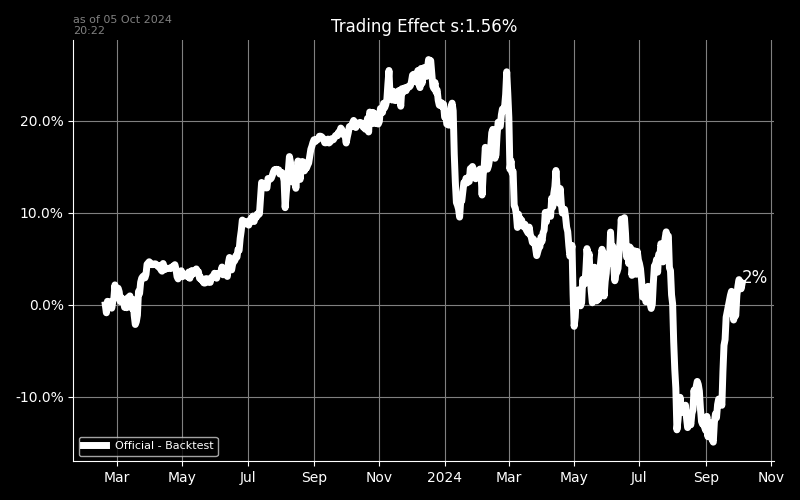 as of 05 Oct 2024
20:22
Trading Effect s:1.56%
20.0%
10.0%
0.0%
-10.0%
2%
Official - Backtest
Mar May Jul Sep Nov 2024 Mar May Jul Sep Nov